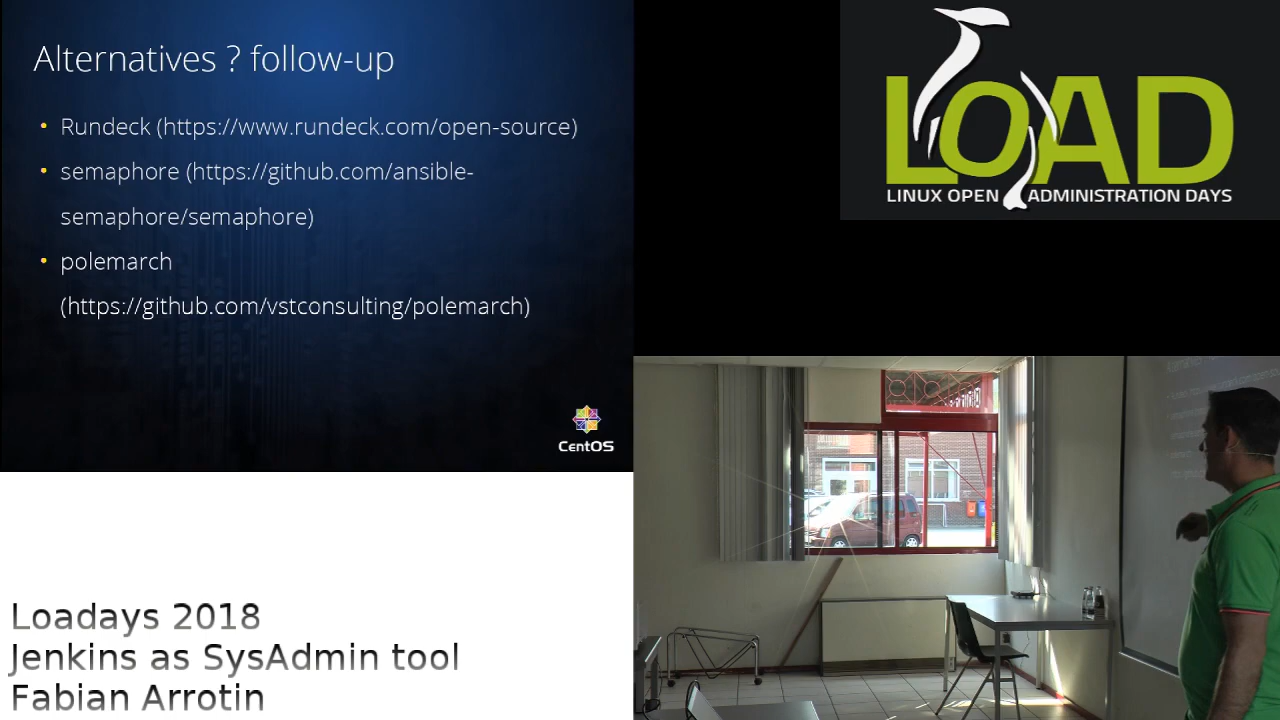 Alternatives ? follow-up
• Rundeck (https://www.rundeck.com/open-source)
• semaphore (https://github.com/ansible-
semaphore/semaphore)
• polemarch
(https://github.com/vstconsulting/polemarch)
CentOS
LOAD
LINUX OPEN ADMINISTRATION DAYS
Loadays 2018
Jenkins as SysAdmin tool
Fabian Arrotin